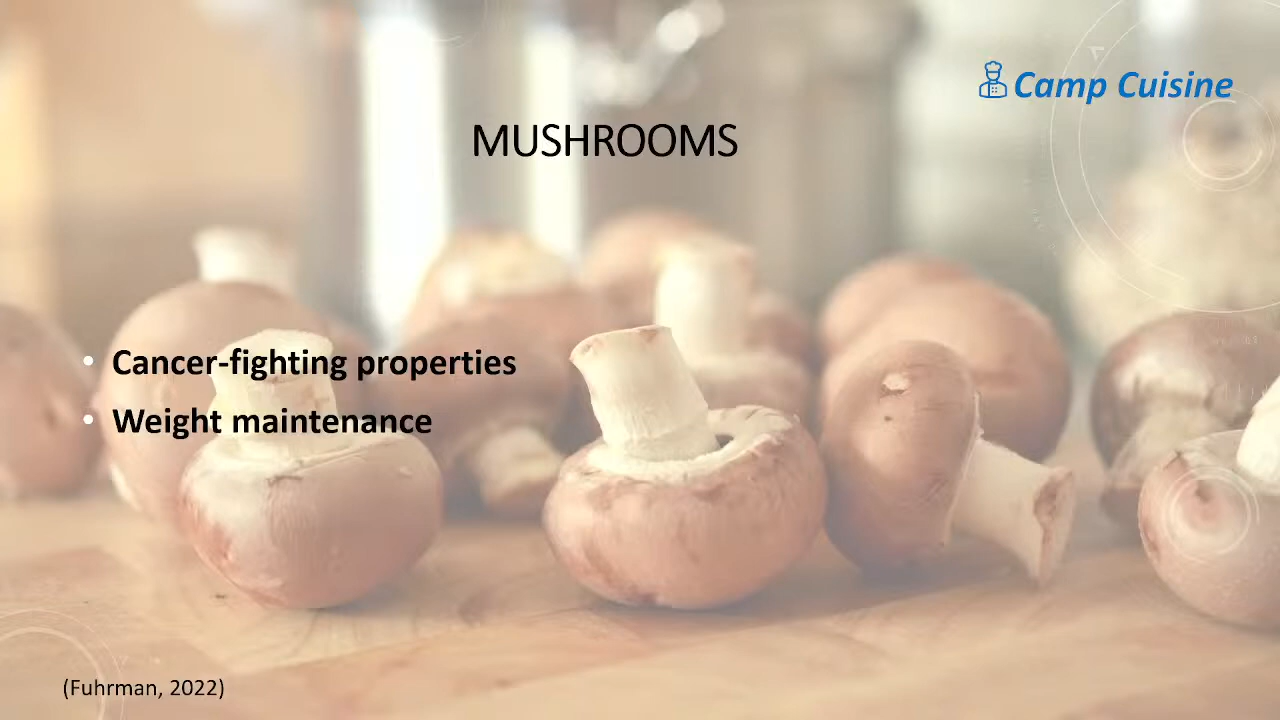 Camp Cuisine
MUSHROOMS
• Cancer-fighting properties
• Weight maintenance
(Fuhrman, 2022)